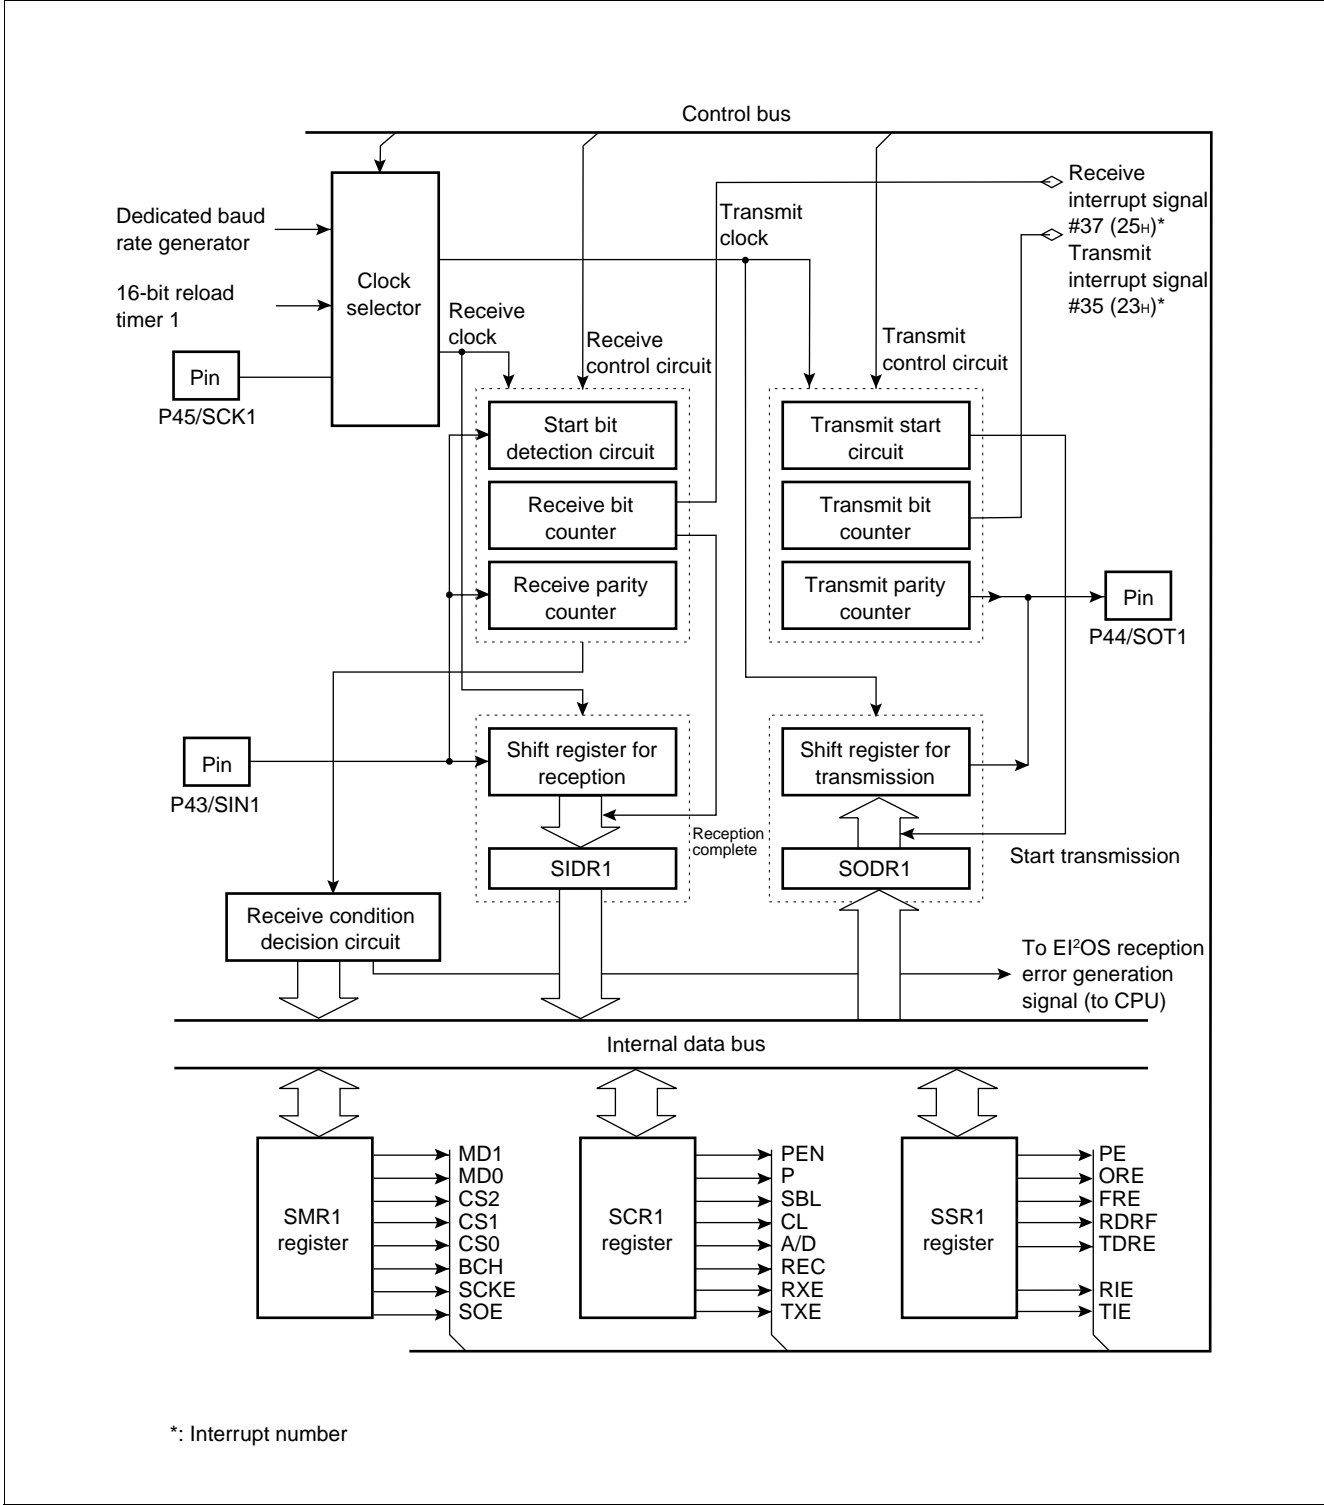 Control bus
Dedicated baud
rate generator
16-bit reload
timer 1
Pin
P45/SCK1
Clock
selector
Transmit
clock
Receive
clock
Receive
control circuit
Transmit
control circuit
Receive
interrupt signal
#37 (25H)*
Transmit
interrupt signal
#35 (23H)*
Start bit
detection circuit
Receive bit
counter
Receive parity
counter
Transmit start
circuit
Transmit bit
counter
Transmit parity
counter
Pin
P44/SOT1
Pin
P43/SIN1
Shift register for
reception
Shift register for
transmission
Reception
complete
Start transmission
SIDR1
SODR1
Receive condition
decision circuit
To EI²OS reception
error generation
signal (to CPU)
Internal data bus
SMR1
register
MD1
MD0
CS2
CS1
CS0
BCH
SCKE
SOE
SCR1
register
PEN
P
SBL
CL
A/D
REC
RXE
TXE
SSR1
register
PE
ORE
FRE
RDRF
TDRE
RIE
TIE
*: Interrupt number